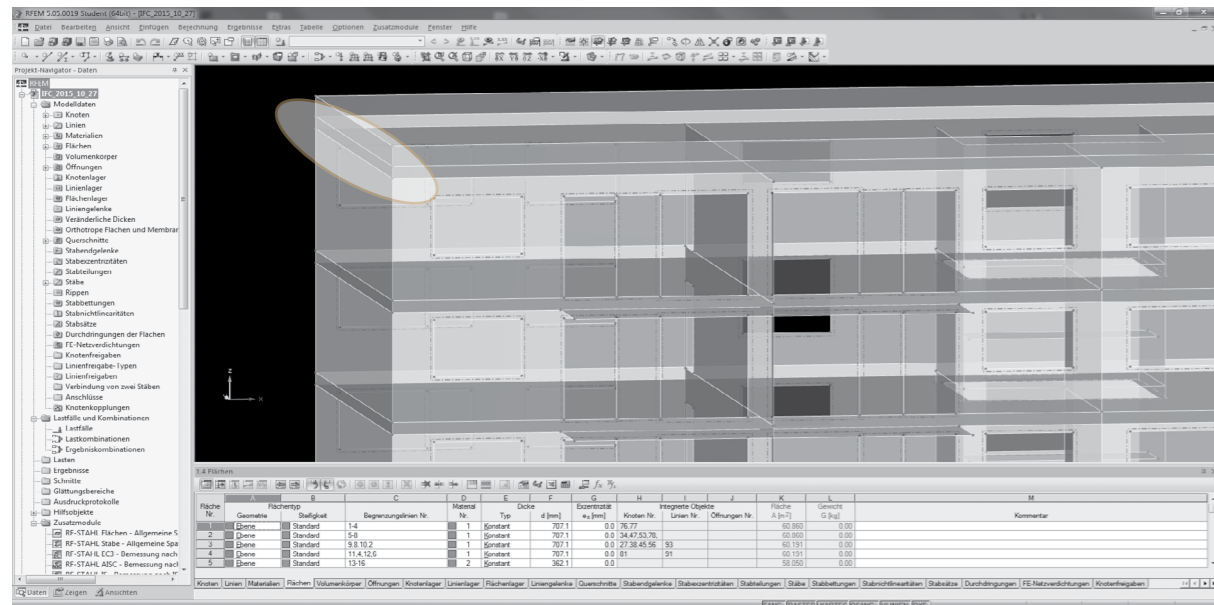 RFEM 5.05.0019 Student (64bit) - [IFC_2015_10_27]
Datei Bearbeiten Ansicht Einfügen Berechnung Ergebnisse Extras Tabelle Optionen Zusatzmodule Fenster Hilfe
Projekt-Navigator - Daten
RFEM
IFC_2015_10_27
Modelldaten
Knoten
Linien
Materialien
Flächen
Volumenkörper
Öffnungen
Knotenlager
Linienlager
Flächenlager
Liniengelenke
Veränderliche Dicken
Orthotrope Flächen und Membrar
Querschnitte
Stabendgelenke
Stabexzentrizitäten
Stabteilungen
Stäbe
Rippen
Stabbettungen
Stabnichtlinearitäten
Stabsätze
Durchdringungen der Flächen
FE-Netzverdichtungen
Knotenfreigaben
Linienfreigabe-Typen
Linienfreigaben
Verbindung von zwei Stäben
Anschlüsse
Knotenkopplungen
Lastfälle und Kombinationen
Lastfälle
Lastkombinationen
Ergebniskombinationen
Lasten
Ergebnisse
Schnitte
Glättungsbereiche
Ausdruckprotokolle
Hilfsobjekte
Zusatzmodule
RF-STAHL Flächen - Allgemeine S
RF-STAHL Stäbe - Allgemeine Spa
RF-STAHL EC3 - Bemessung nach
RF-STAHL AISC - Bemessung nacl
Daten Zeigen Ansichten
z
x
1.4 Flächen
A B C D E F G H I J K L M
Fläche Flächentyp Material Dicke Exzentrizität Integrierte Objekte Fläche Gewicht
Nr. Geometrie Steifigkeit Begrenzungslinien Nr. Nr. Typ d [mm] ez [mm] Knoten Nr. Linien Nr. Öffnungen Nr. A [m2] G [kg] Kommentar
1 Ebene Standard 1-4 1 Konstant 707.1 0.0 76.77 60.860 0.00
2 Ebene Standard 5-8 1 Konstant 707.1 0.0 34,47,53,78, 60.860 0.00
3 Ebene Standard 9.8,10,2 1 Konstant 707.1 0.0 27.38.45.56 93 60.191 0.00
4 Ebene Standard 11,4,12,6 1 Konstant 707.1 0.0 81 91 60.191 0.00
5 Ebene Standard 13-16 2 Konstant 362.1 0.0 58.050 0.00
Knoten Linien Materialien Flächen Volumenkörper Öffnungen Knotenlager Linienlager Flächenlager Liniengelenke Querschnitte Stabendgelenke Stabexzentrizitäten Stabteilungen Stäbe Stabbettungen Stabnichtlinearitäten Stabsätze Durchdringungen FE-Netzverdichtungen Knotenfreigaben